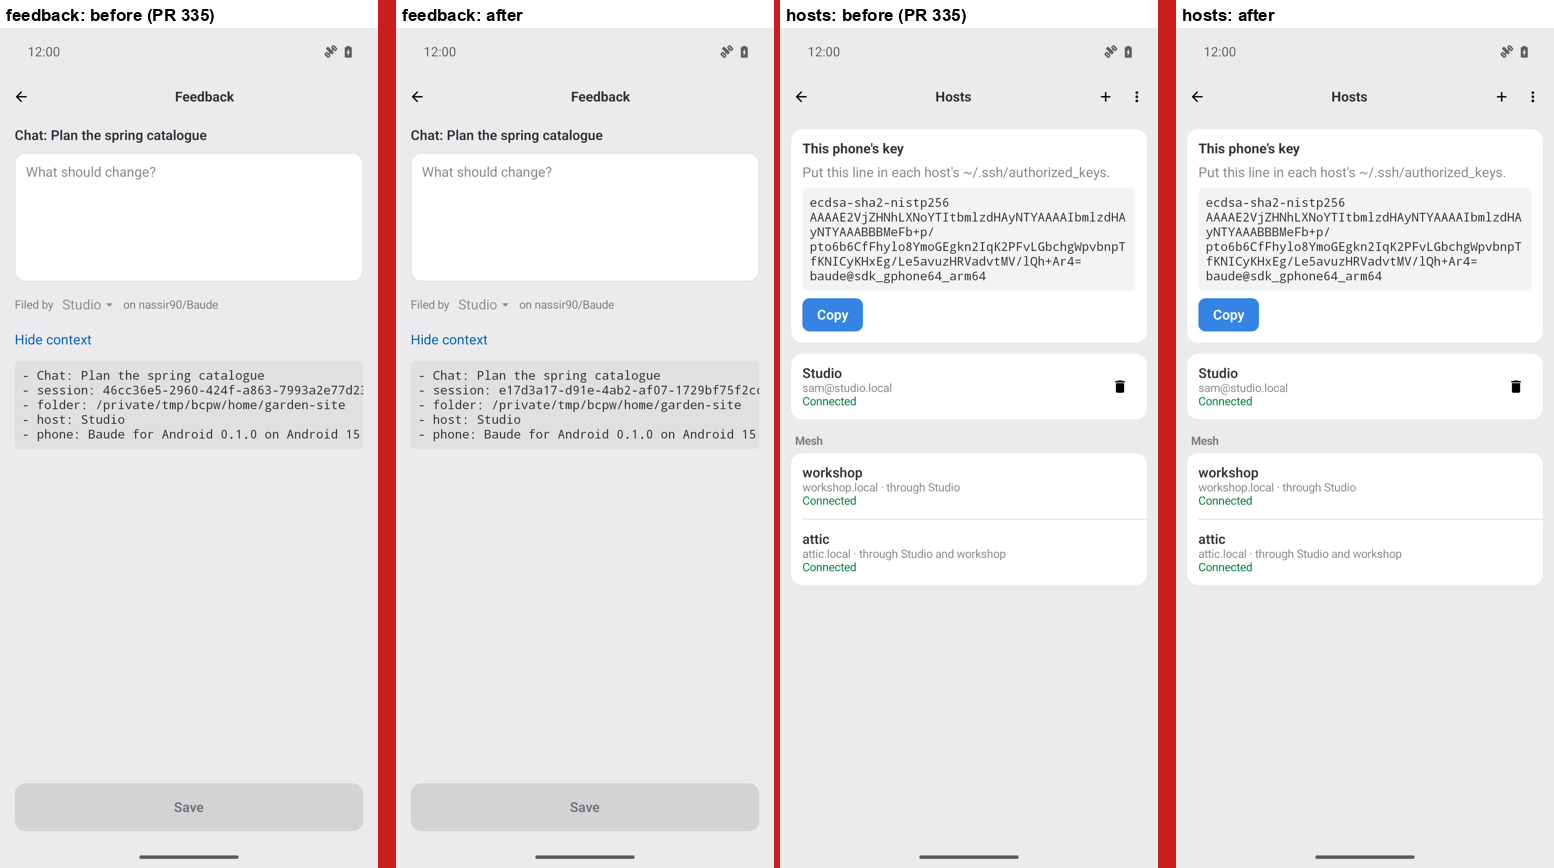 feedback: before (PR 335)
12:00
Feedback
Chat: Plan the spring catalogue
What should change?
Filed by Studio on nassir90/Baude
Hide context
- Chat: Plan the spring catalogue
- session: 46cc36e5-2960-424f-a863-7993a2e77d23
- folder: /private/tmp/bcpw/home/garden-site
- host: Studio
- phone: Baude for Android 0.1.0 on Android 15
Save
feedback: after
12:00
Feedback
Chat: Plan the spring catalogue
What should change?
Filed by Studio on nassir90/Baude
Hide context
- Chat: Plan the spring catalogue
- session: e17d3a17-d91e-4ab2-af07-1729bf75f2cc
- folder: /private/tmp/bcpw/home/garden-site
- host: Studio
- phone: Baude for Android 0.1.0 on Android 15
Save
hosts: before (PR 335)
12:00
Hosts
This phone's key
Put this line in each host's ~/.ssh/authorized_keys.
ecdsa-sha2-nistp256
AAAAE2VjZHNhLXNoYTItbmlzdHAyNTYAAAAIbmlzdHA
yNTYAAABBBMeFb+p/
pto6b6CfFhylo8YmoGEgkn2IqK2PFvLGbchgWpvbnpT
fKNICyKHxEg/Le5avuzHRVadvtMV/lQh+Ar4=
baude@sdk_gphone64_arm64
Copy
Studio
sam@studio.local
Connected
Mesh
workshop
workshop.local · through Studio
Connected
attic
attic.local · through Studio and workshop
Connected
hosts: after
12:00
Hosts
This phone's key
Put this line in each host's ~/.ssh/authorized_keys.
ecdsa-sha2-nistp256
AAAAE2VjZHNhLXNoYTItbmlzdHAyNTYAAAAIbmlzdHA
yNTYAAABBBMeFb+p/
pto6b6CfFhylo8YmoGEgkn2IqK2PFvLGbchgWpvbnpT
fKNICyKHxEg/Le5avuzHRVadvtMV/lQh+Ar4=
baude@sdk_gphone64_arm64
Copy
Studio
sam@studio.local
Connected
Mesh
workshop
workshop.local · through Studio
Connected
attic
attic.local · through Studio and workshop
Connected